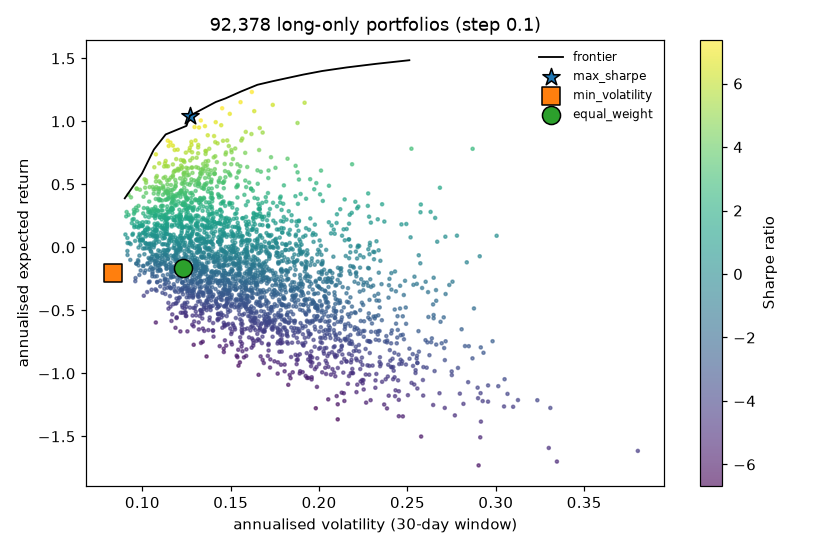 92,378 long-only portfolios (step 0.1)
frontier
max_sharpe
min_volatility
equal_weight
1.5
1.0
0.5
0.0
−0.5
−1.0
−1.5
annualised expected return
0.10
0.15
0.20
0.25
0.30
0.35
annualised volatility (30-day window)
6
4
2
0
−2
−4
−6
Sharpe ratio